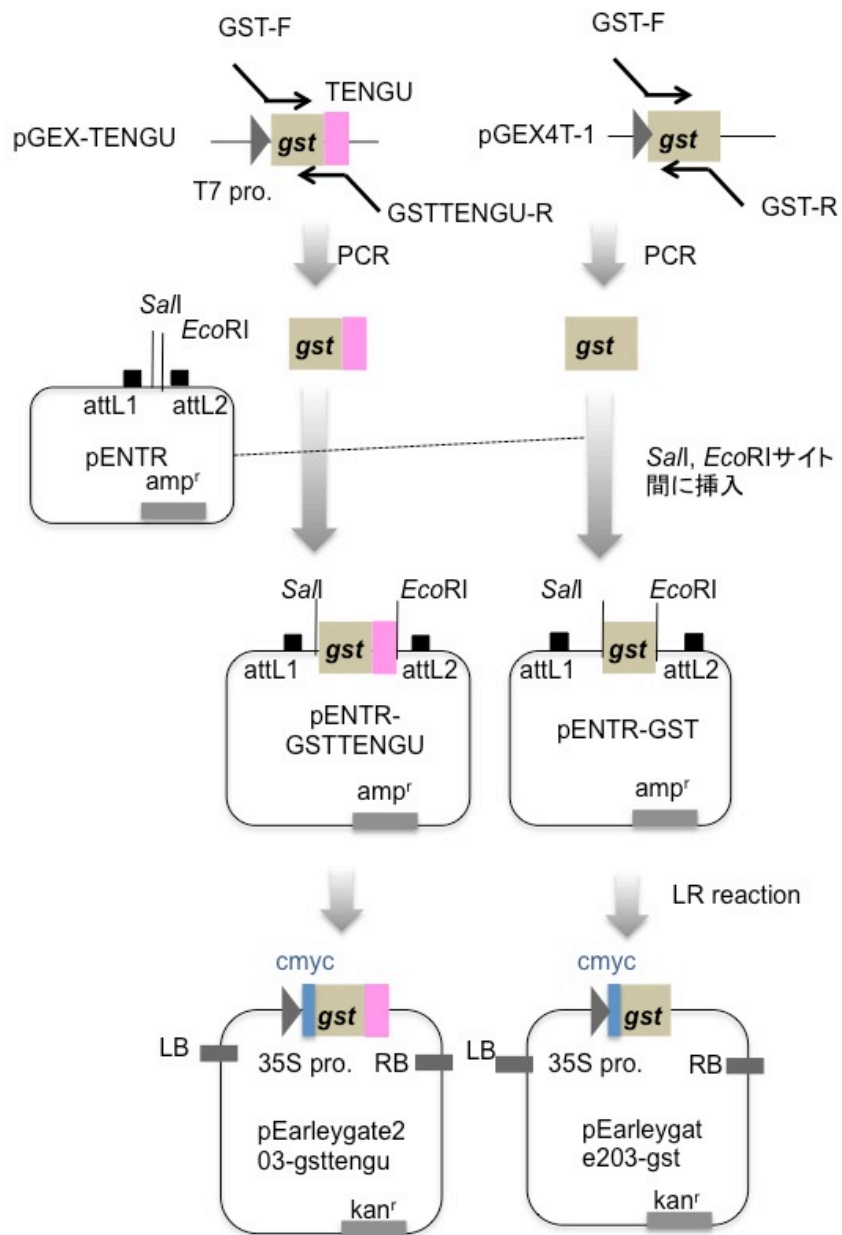 GST-F
GST-F
TENGU
pGEX-TENGU
gst
pGEX4T-1
gst
T7 pro.
GSTTENGU-R
GST-R
PCR
PCR
SalI
EcoRI
gst
gst
attL1
attL2
pENTR
ampʳ
SalI, EcoRIサイト
間に挿入
SalI
EcoRI
SalI
EcoRI
gst
gst
attL1
attL2
attL1
attL2
pENTR-
GSTTENGU
pENTR-GST
ampʳ
ampʳ
LR reaction
cmyc
cmyc
gst
gst
LB
35S pro.
RB
LB
35S pro.
RB
pEarleygate2
03-gsttengu
pEarleygat
e203-gst
kanʳ
kanʳ